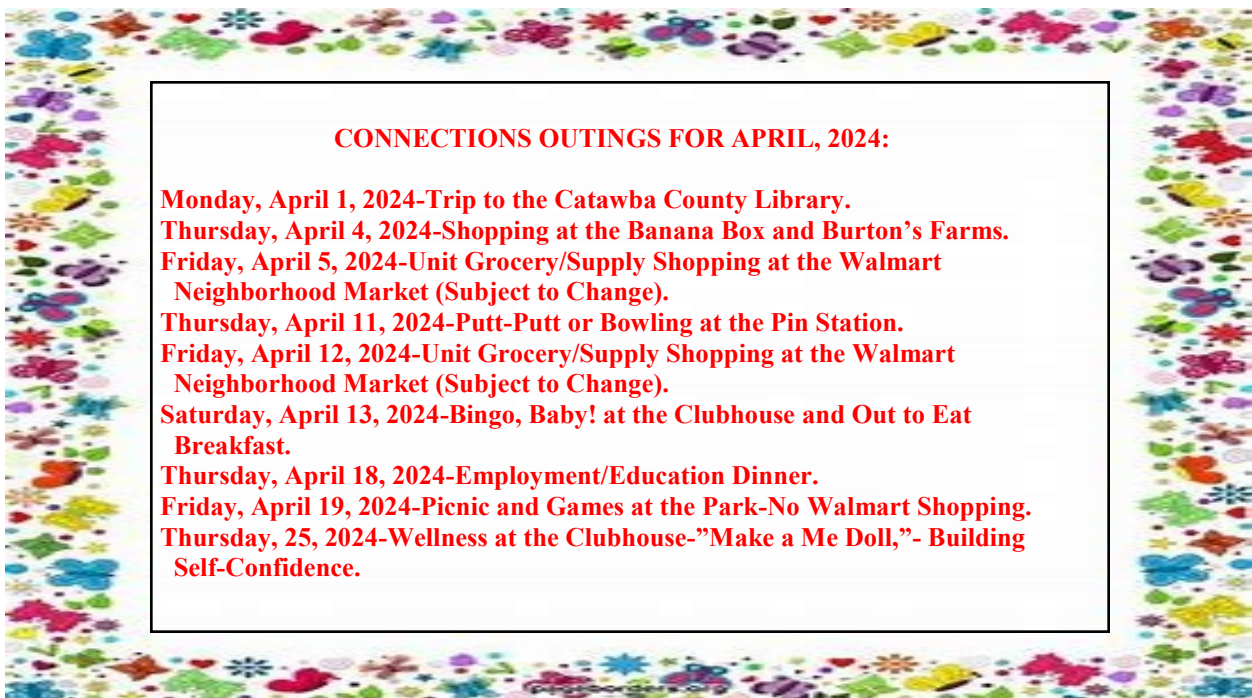 CONNECTIONS OUTINGS FOR APRIL, 2024:
Monday, April 1, 2024-Trip to the Catawba County Library.
Thursday, April 4, 2024-Shopping at the Banana Box and Burton’s Farms.
Friday, April 5, 2024-Unit Grocery/Supply Shopping at the Walmart
Neighborhood Market (Subject to Change).
Thursday, April 11, 2024-Putt-Putt or Bowling at the Pin Station.
Friday, April 12, 2024-Unit Grocery/Supply Shopping at the Walmart
Neighborhood Market (Subject to Change).
Saturday, April 13, 2024-Bingo, Baby! at the Clubhouse and Out to Eat
Breakfast.
Thursday, April 18, 2024-Employment/Education Dinner.
Friday, April 19, 2024-Picnic and Games at the Park-No Walmart Shopping.
Thursday, 25, 2024-Wellness at the Clubhouse-”Make a Me Doll,”- Building
Self-Confidence.